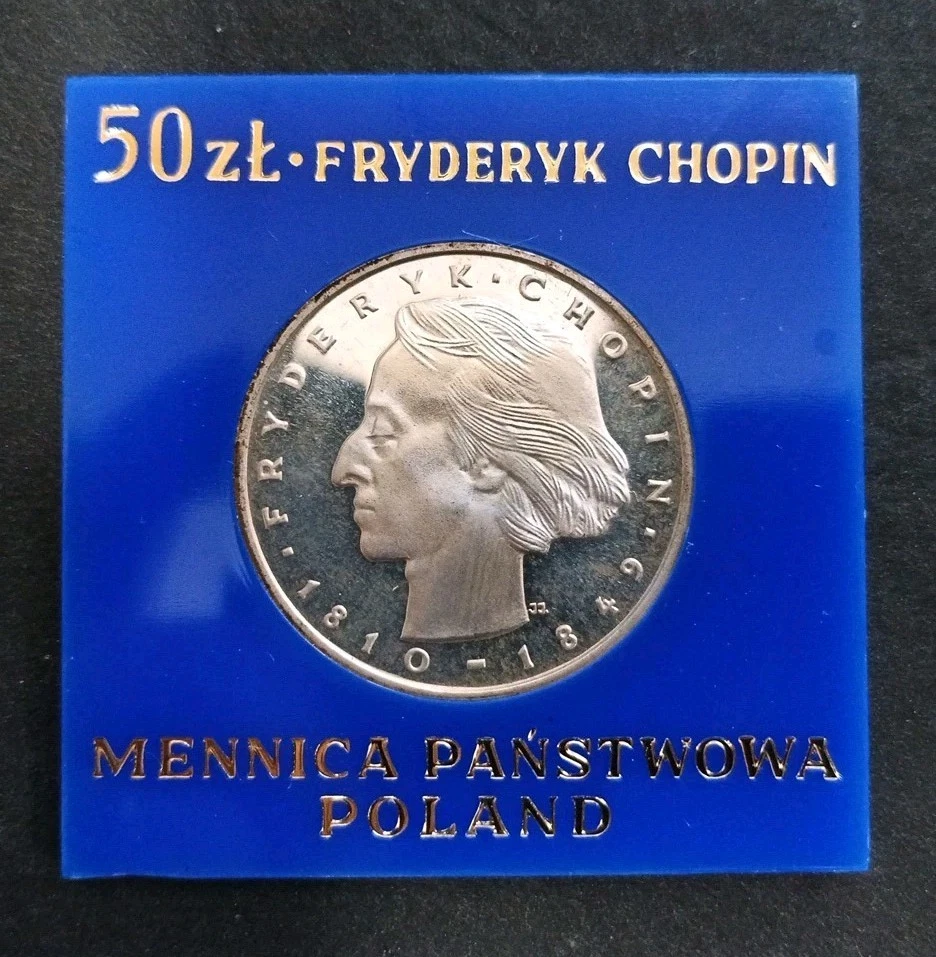 50 zł · FRYDERYK CHOPIN
· FRYDERYK · CHOPIN ·
1810 – 1849
JJ.
MENNICA PAŃSTWOWA
POLAND